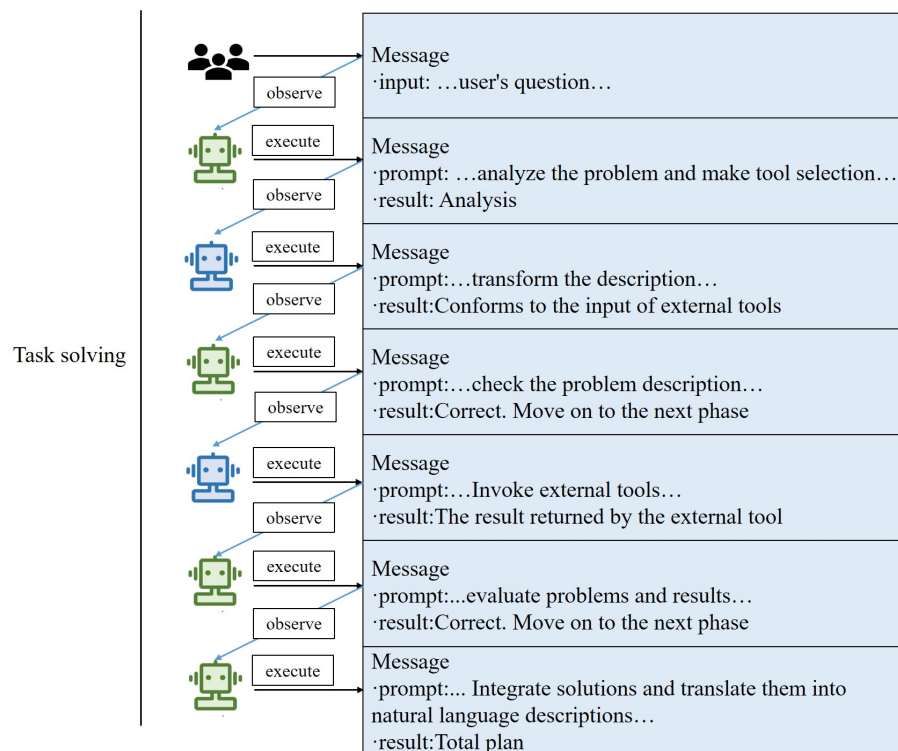 Message
·input: …user's question…
observe
execute
Message
·prompt: …analyze the problem and make tool selection…
·result: Analysis
observe
execute
Message
·prompt:…transform the description…
·result:Conforms to the input of external tools
observe
Task solving
execute
Message
·prompt:…check the problem description…
·result:Correct. Move on to the next phase
observe
execute
Message
·prompt:…Invoke external tools…
·result:The result returned by the external tool
observe
execute
Message
·prompt:...evaluate problems and results…
·result:Correct. Move on to the next phase
observe
execute
Message
·prompt:... Integrate solutions and translate them into
natural language descriptions…
·result:Total plan